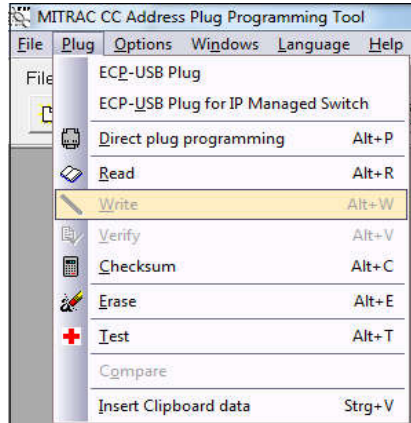 MITRAC CC Address Plug Programming Tool
File Plug Options Windows Language Help
File
ECP-USB Plug
ECP-USB Plug for IP Managed Switch
Direct plug programming Alt+P
Read Alt+R
Write Alt+W
Verify Alt+V
Checksum Alt+C
Erase Alt+E
Test Alt+T
Compare
Insert Clipboard data Strg+V